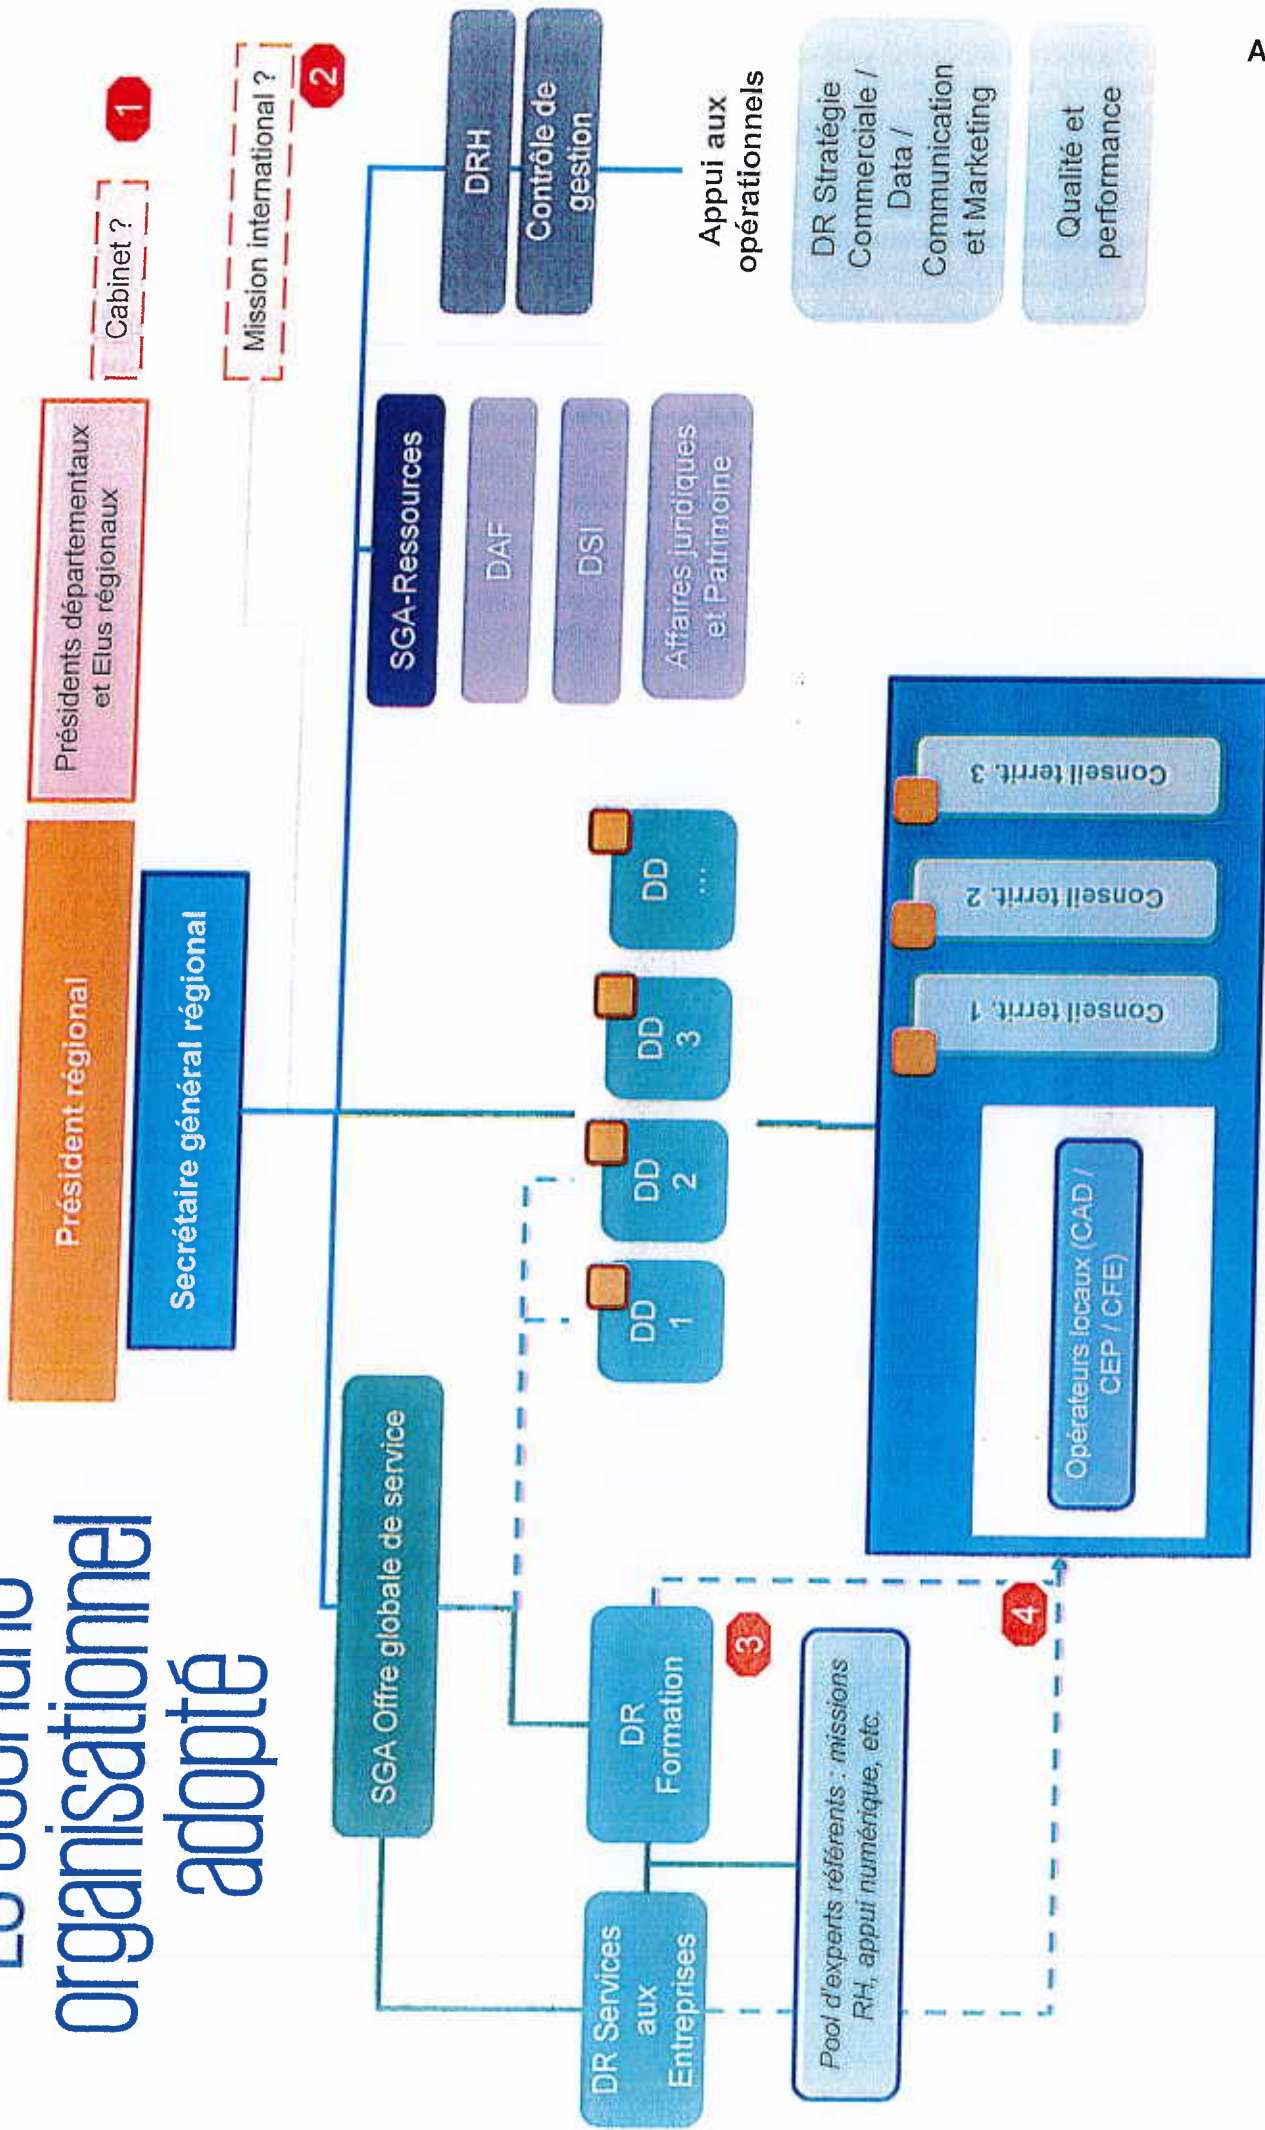 organisationnel
adopté
Président régional
Présidents départementaux
et Elus régionaux
Cabinet ?
1
Secrétaire général régional
Mission international ?
2
SGA Offre globale de service
SGA-Ressources
DAF
DSI
Affaires juridiques
et Patrimoine
DRH
Contrôle de
gestion
Appui aux
opérationnels
DR Stratégie
Commerciale /
Data /
Communication
et Marketing
Qualité et
performance
DR Services
aux
Entreprises
DR
Formation
3
Pool d'experts référents : missions
RH, appui numérique, etc.
4
DD
1
DD
2
DD
3
DD
...
Opérateurs locaux (CAD /
CEP / CFE)
Conseil territ. 1
Conseil territ. 2
Conseil territ. 3
A